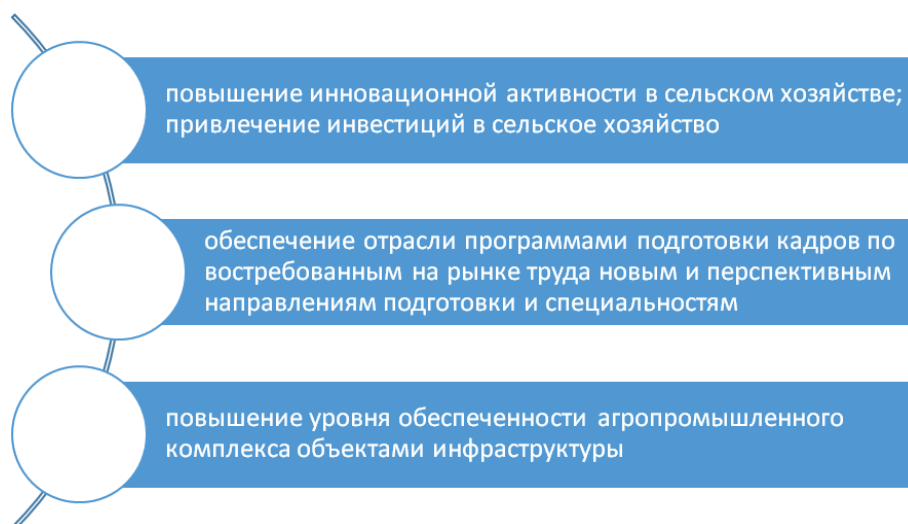 повышение инновационной активности в сельском хозяйстве;
привлечение инвестиций в сельское хозяйство
обеспечение отрасли программами подготовки кадров по
востребованным на рынке труда новым и перспективным
направлениям подготовки и специальностям
повышение уровня обеспеченности агропромышленного
комплекса объектами инфраструктуры